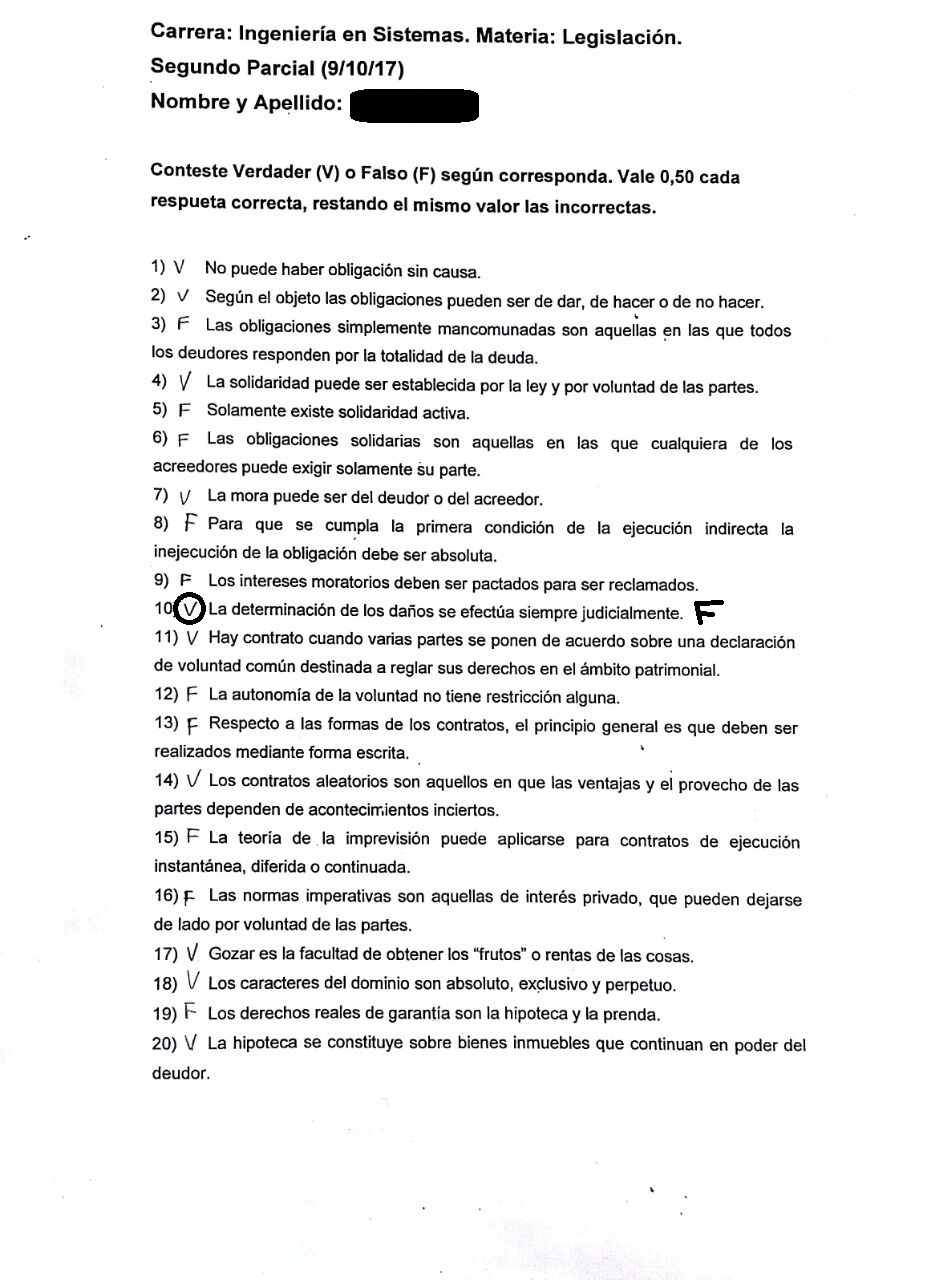 Carrera: Ingeniería en Sistemas. Materia: Legislación.
Segundo Parcial (9/10/17)
Nombre y Apellido:
Conteste Verdader (V) o Falso (F) según corresponda. Vale 0,50 cada
respueta correcta, restando el mismo valor las incorrectas.
1) V No puede haber obligación sin causa.
2) V Según el objeto las obligaciones pueden ser de dar, de hacer o de no hacer.
3) F Las obligaciones simplemente mancomunadas son aquellas en las que todos
los deudores responden por la totalidad de la deuda.
4) V La solidaridad puede ser establecida por la ley y por voluntad de las partes.
5) F Solamente existe solidaridad activa.
6) F Las obligaciones solidarias son aquellas en las que cualquiera de los
acreedores puede exigir solamente su parte.
7) V La mora puede ser del deudor o del acreedor.
8) F Para que se cumpla la primera condición de la ejecución indirecta la
inejecución de la obligación debe ser absoluta.
9) F Los intereses moratorios deben ser pactados para ser reclamados.
10 V La determinación de los daños se efectúa siempre judicialmente. F
11) V Hay contrato cuando varias partes se ponen de acuerdo sobre una declaración
de voluntad común destinada a reglar sus derechos en el ámbito patrimonial.
12) F La autonomía de la voluntad no tiene restricción alguna.
13) F Respecto a las formas de los contratos, el principio general es que deben ser
realizados mediante forma escrita.
14) V Los contratos aleatorios son aquellos en que las ventajas y el provecho de las
partes dependen de acontecimientos inciertos.
15) F La teoría de la imprevisión puede aplicarse para contratos de ejecución
instantánea, diferida o continuada.
16) F Las normas imperativas son aquellas de interés privado, que pueden dejarse
de lado por voluntad de las partes.
17) V Gozar es la facultad de obtener los “frutos” o rentas de las cosas.
18) V Los caracteres del dominio son absoluto, exclusivo y perpetuo.
19) F Los derechos reales de garantía son la hipoteca y la prenda.
20) V La hipoteca se constituye sobre bienes inmuebles que continuan en poder del
deudor.